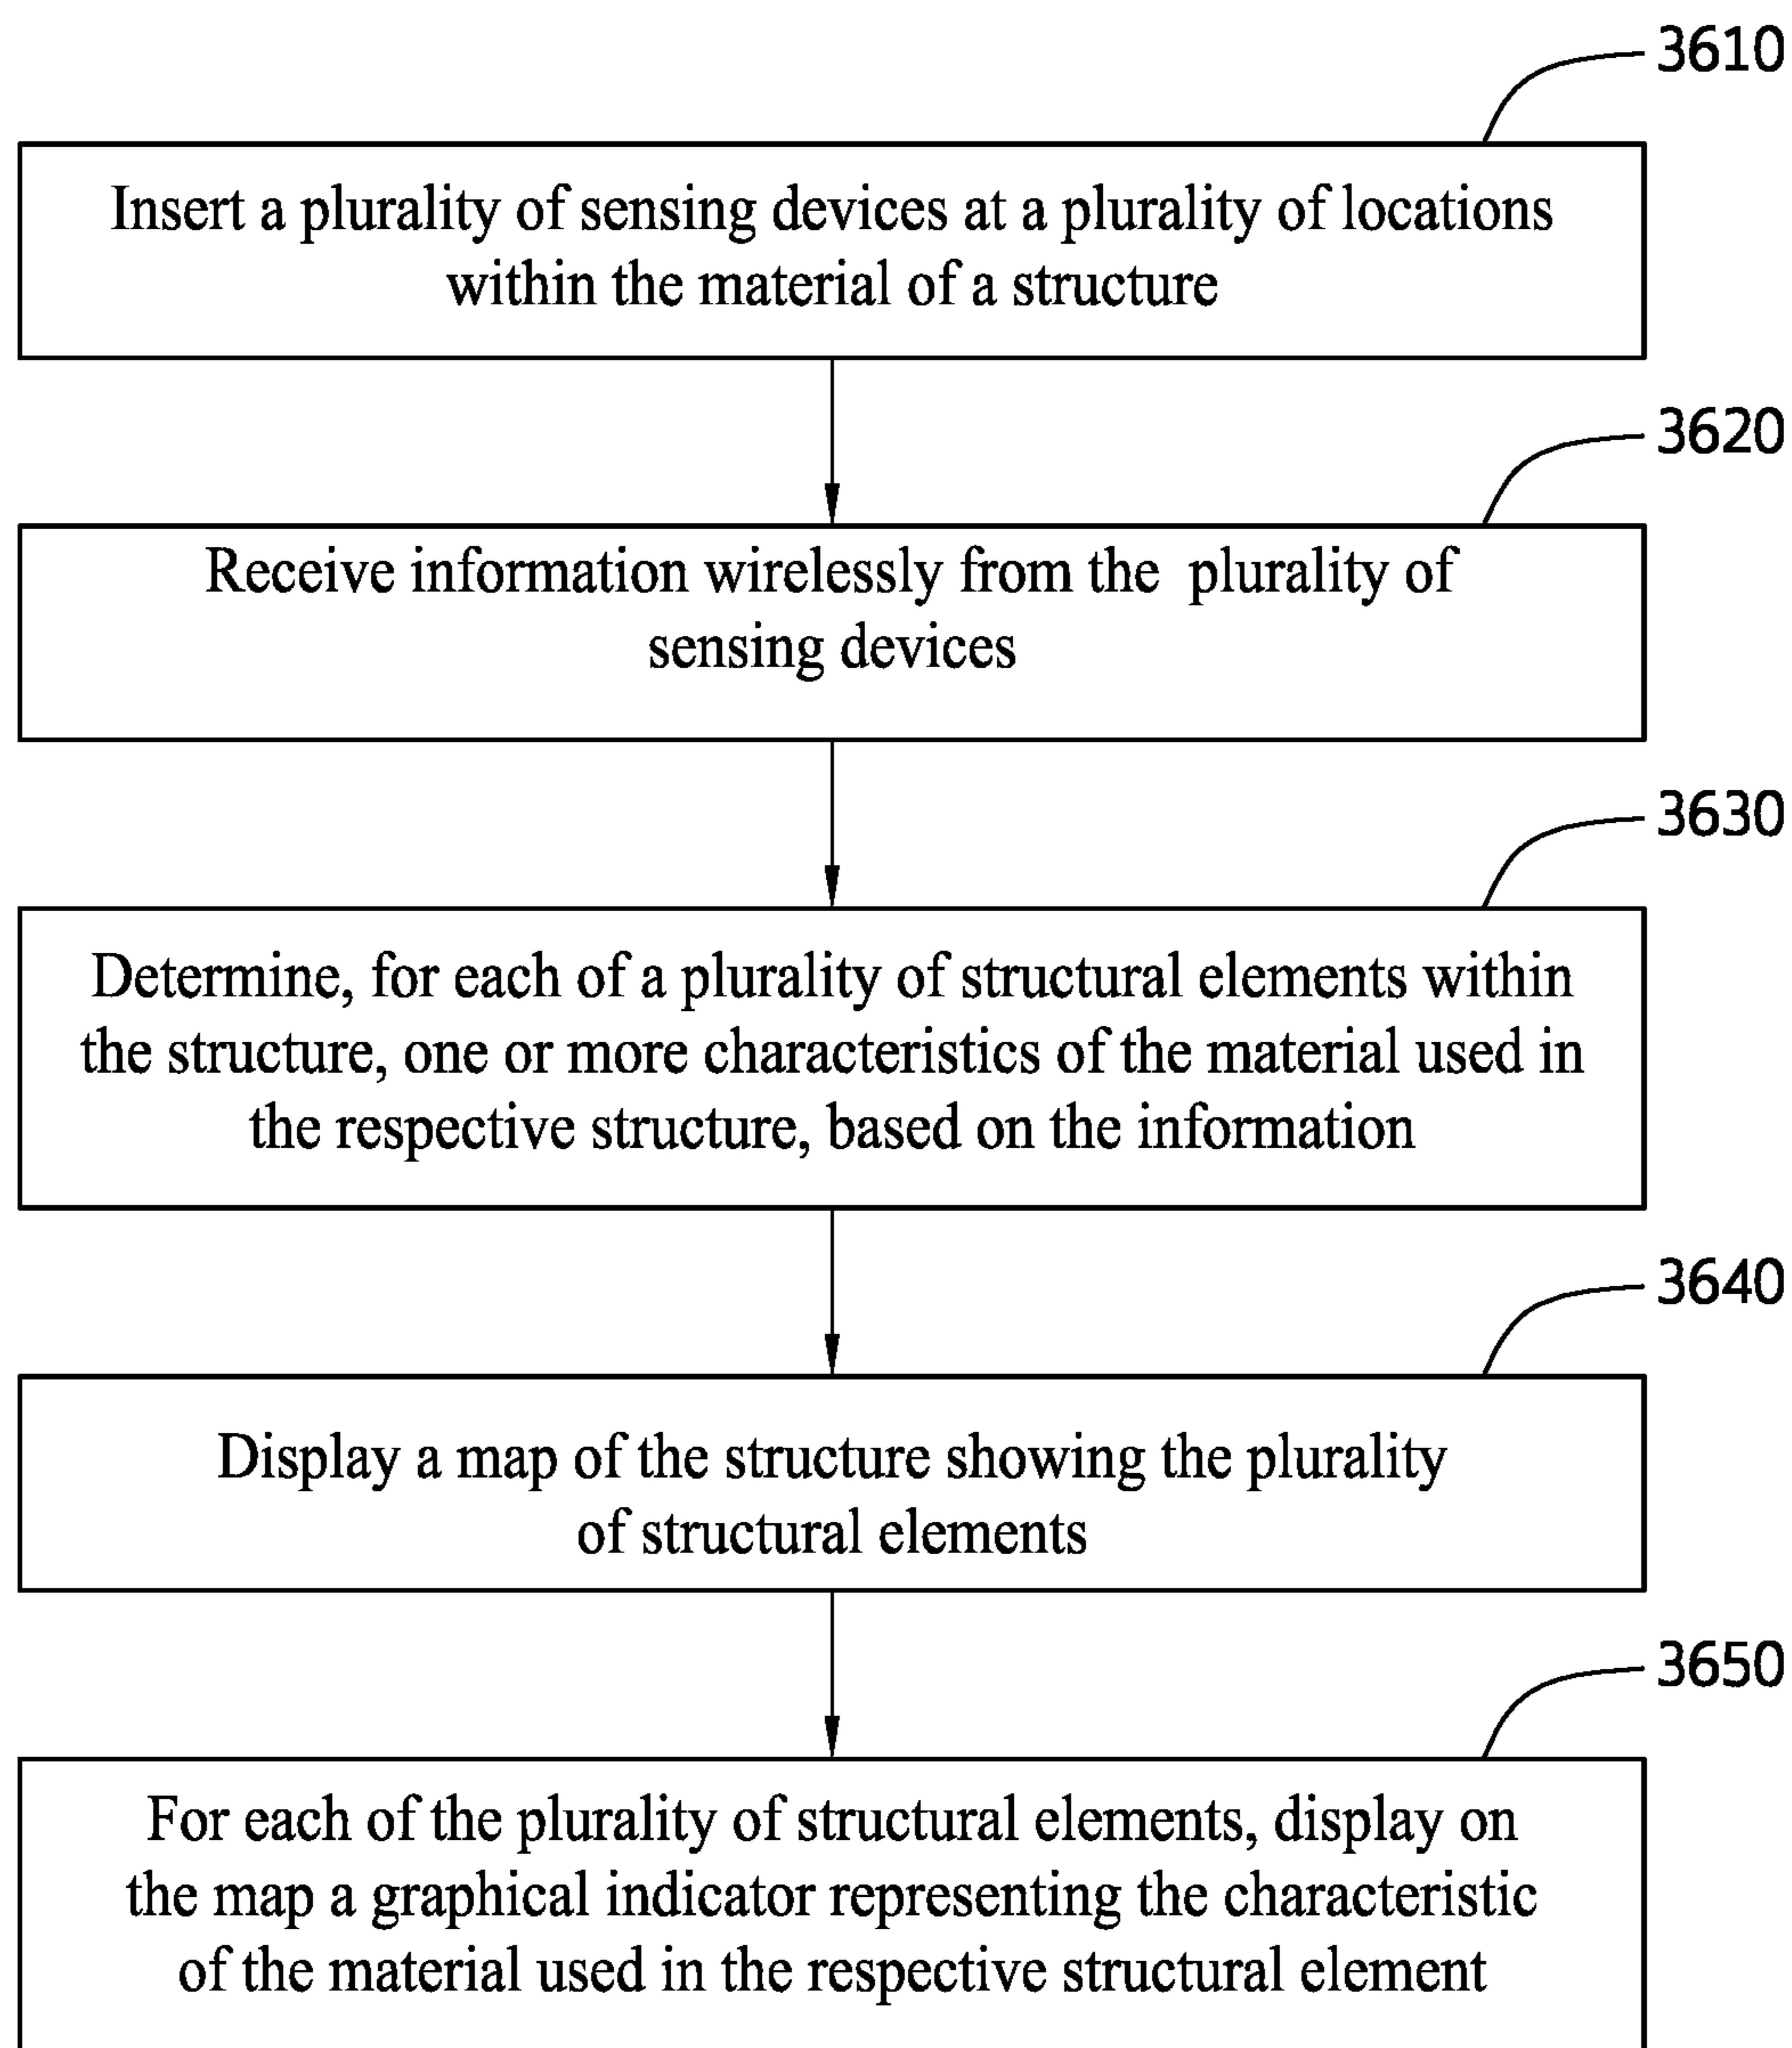 3610
Insert a plurality of sensing devices at a plurality of locations
within the material of a structure
3620
Receive information wirelessly from the plurality of
sensing devices
3630
Determine, for each of a plurality of structural elements within
the structure, one or more characteristics of the material used in
the respective structure, based on the information
3640
Display a map of the structure showing the plurality
of structural elements
3650
For each of the plurality of structural elements, display on
the map a graphical indicator representing the characteristic
of the material used in the respective structural element